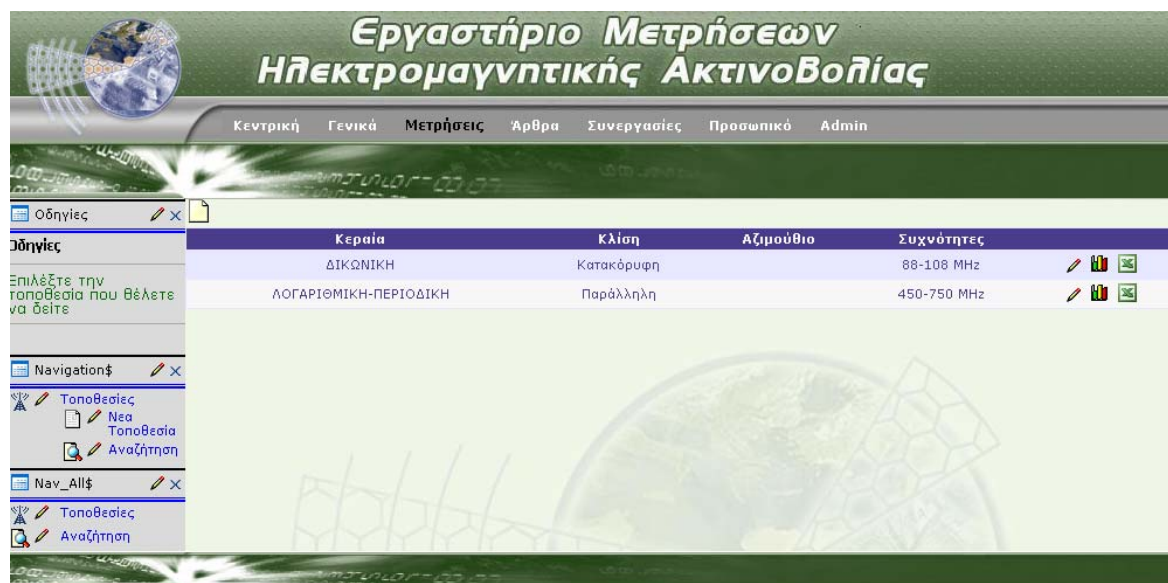 Εργαστήριο Μετρήσεων
Ηλεκτρομαγνητικής Ακτινοβολίας
Κεντρική Γενικά Μετρήσεις Άρθρα Συνεργασίες Προσωπικό Admin
Οδηγίες
Οδηγίες
Επιλέξτε την
τοποθεσία που θέλετε
να δείτε
Κεραία Κλίση Αζιμούθιο Συχνότητες
ΔΙΚΩΝΙΚΗ Κατακόρυφη 88-108 MHz
ΛΟΓΑΡΙΘΜΙΚΗ-ΠΕΡΙΟΔΙΚΗ Παράλληλη 450-750 MHz
Navigation$
Τοποθεσίες
Νεα
Τοποθεσία
Αναζήτηση
Nav_All$
Τοποθεσίες
Αναζήτηση